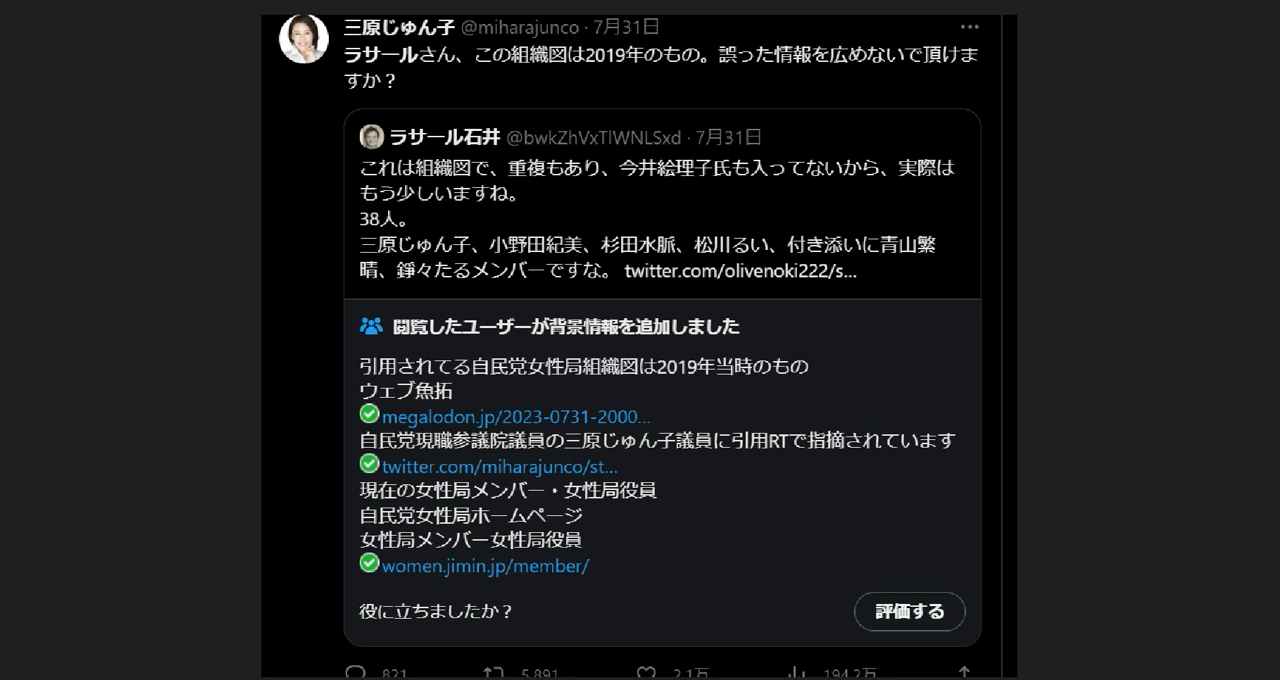 三原じゅん子 @miharajunco · 7月31日
ラサールさん、この組織図は2019年のもの。誤った情報を広めないで頂けま
すか？
ラサール石井 @bwkZhVxTlWNLSxd · 7月31日
これは組織図で、重複もあり、今井絵理子氏も入ってないから、実際は
もう少しいますね。
38人。
三原じゅん子、小野田紀美、杉田水脈、松川るい、付き添いに青山繁
晴、錚々たるメンバーですな。 twitter.com/olivenoki222/s...
閲覧したユーザーが背景情報を追加しました
引用されてる自民党女性局組織図は2019年当時のもの
ウェブ魚拓
megalodon.jp/2023-0731-2000...
自民党現職参議院議員の三原じゅん子議員に引用RTで指摘されています
twitter.com/miharajunco/st...
現在の女性局メンバー・女性局役員
自民党女性局ホームページ
女性局メンバー女性局役員
women.jimin.jp/member/
役に立ちましたか？ 評価する
821 5,891 2.1万 194.2万